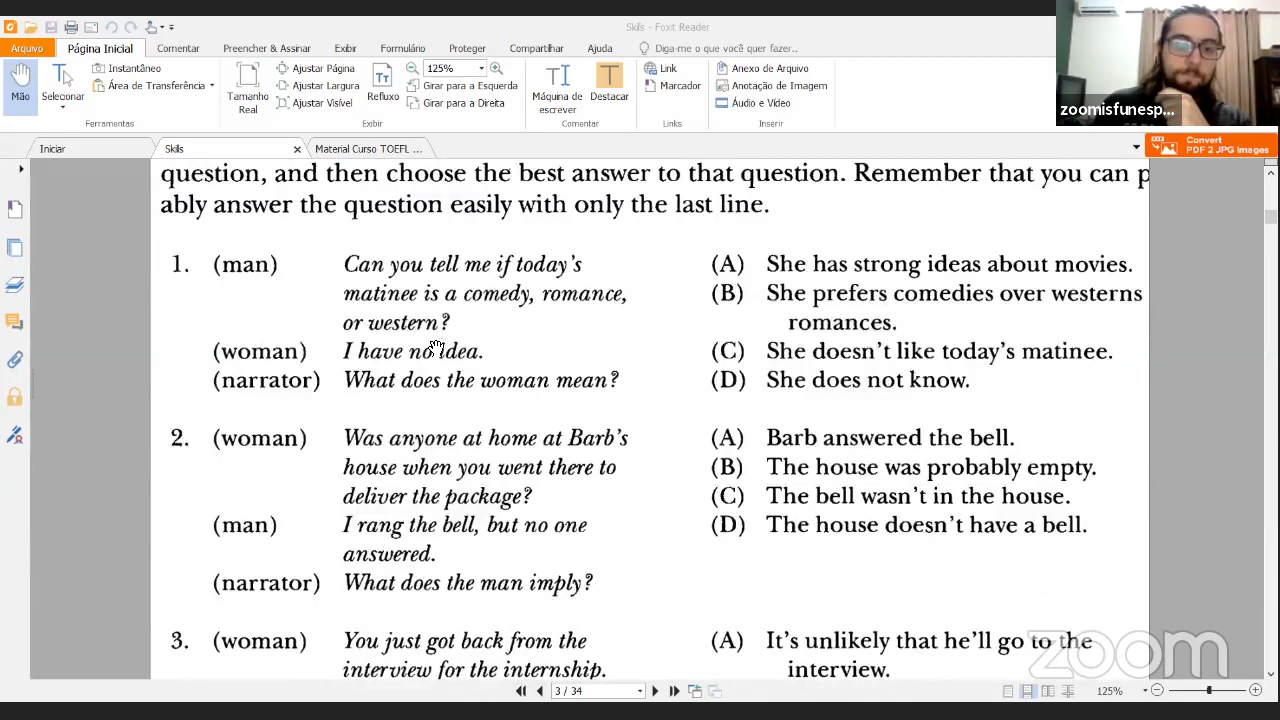 Skills - Foxit Reader
Arquivo Página Inicial Comentar Preencher & Assinar Exibir Formulário Proteger Compartilhar Ajuda Diga-me o que você quer fazer..
Mão
Selecionar
Instantâneo
Área de Transferência
Ferramentas
Tamanho
Real
Ajustar Página
Ajustar Largura
Ajustar Visível
Refluxo
125%
Girar para a Esquerda
Girar para a Direita
Exibir
Máquina de
escrever
Destacar
Comentar
Link
Marcador
Links
Anexo de Arquivo
Anotação de Imagem
Áudio e Vídeo
Inserir
zoomisfunesp...
Iniciar Skills Material Curso TOEFL ...
Convert
PDF 2 JPG Images
question, and then choose the best answer to that question. Remember that you can p
ably answer the question easily with only the last line.
1. (man) Can you tell me if today's
matinee is a comedy, romance,
or western?
(woman) I have no idea.
(narrator) What does the woman mean?
(A) She has strong ideas about movies.
(B) She prefers comedies over westerns
romances.
(C) She doesn't like today's matinee.
(D) She does not know.
2. (woman) Was anyone at home at Barb's
house when you went there to
deliver the package?
(man) I rang the bell, but no one
answered.
(narrator) What does the man imply?
(A) Barb answered the bell.
(B) The house was probably empty.
(C) The bell wasn't in the house.
(D) The house doesn't have a bell.
3. (woman) You just got back from the
interview for the internship.
(A) It's unlikely that he'll go to the
interview.
zoom
3 / 34
125%